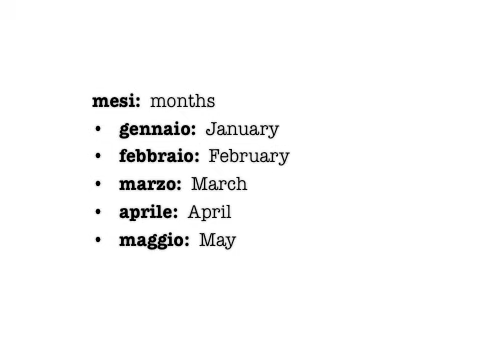 mesi: months
• gennaio: January
• febbraio: February
• marzo: March
• aprile: April
• maggio: May